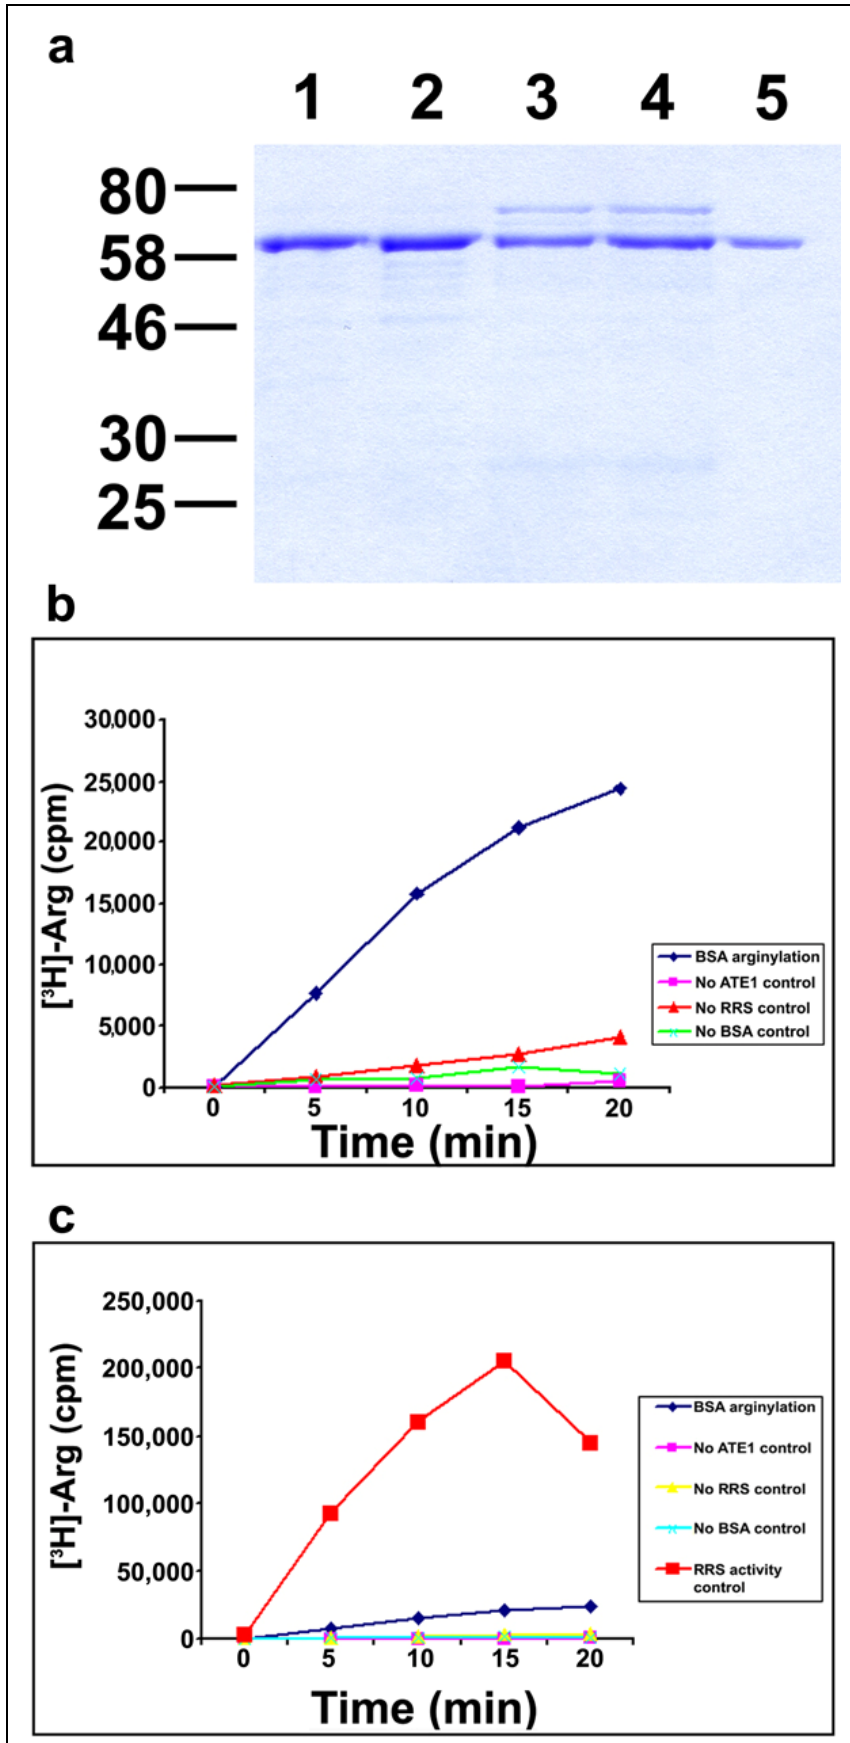 a
1 2 3 4 5
80
58
46
30
25
b
30,000
25,000
20,000
15,000
10,000
5,000
0
[³H]-Arg (cpm)
0 5 10 15 20
Time (min)
BSA arginylation
No ATE1 control
No RRS control
No BSA control
c
250,000
200,000
150,000
100,000
50,000
0
[³H]-Arg (cpm)
0 5 10 15 20
Time (min)
BSA arginylation
No ATE1 control
No RRS control
No BSA control
RRS activity
control